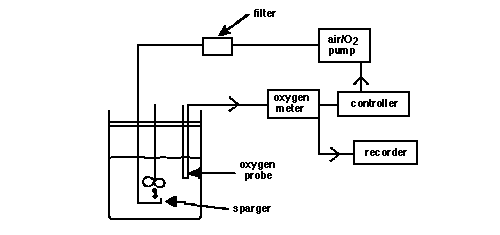 filter
air/O2
pump
oxygen
meter
controller
recorder
oxygen
probe
sparger